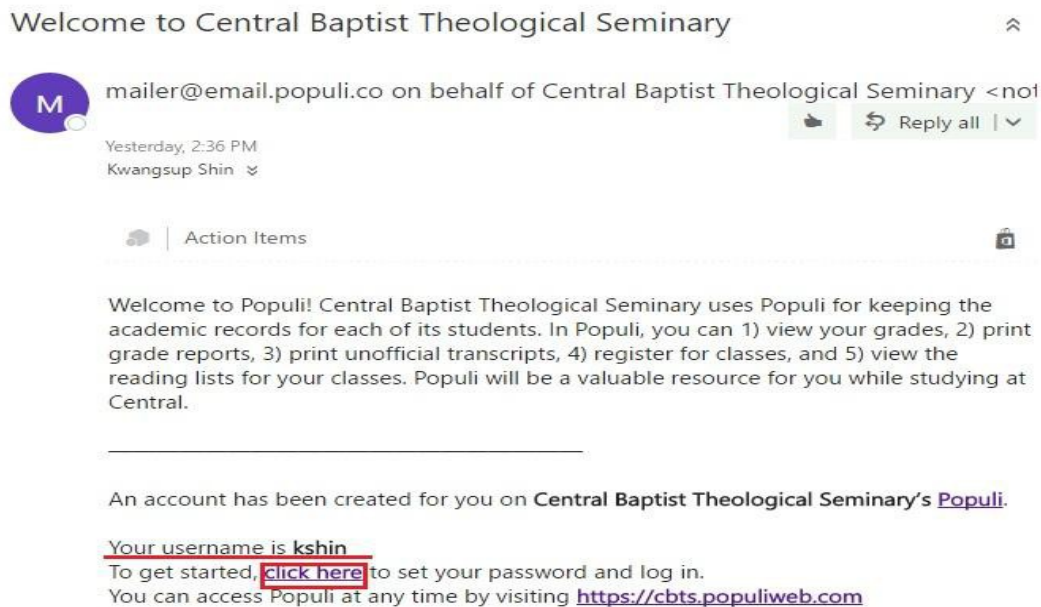 Welcome to Central Baptist Theological Seminary
M
mailer@email.populi.co on behalf of Central Baptist Theological Seminary <not
Reply all
Yesterday, 2:36 PM
Kwangsup Shin
Action Items
Welcome to Populi! Central Baptist Theological Seminary uses Populi for keeping the
academic records for each of its students. In Populi, you can 1) view your grades, 2) print
grade reports, 3) print unofficial transcripts, 4) register for classes, and 5) view the
reading lists for your classes. Populi will be a valuable resource for you while studying at
Central.
An account has been created for you on Central Baptist Theological Seminary's Populi.
Your username is kshin
To get started, click here to set your password and log in.
You can access Populi at any time by visiting https://cbts.populiweb.com